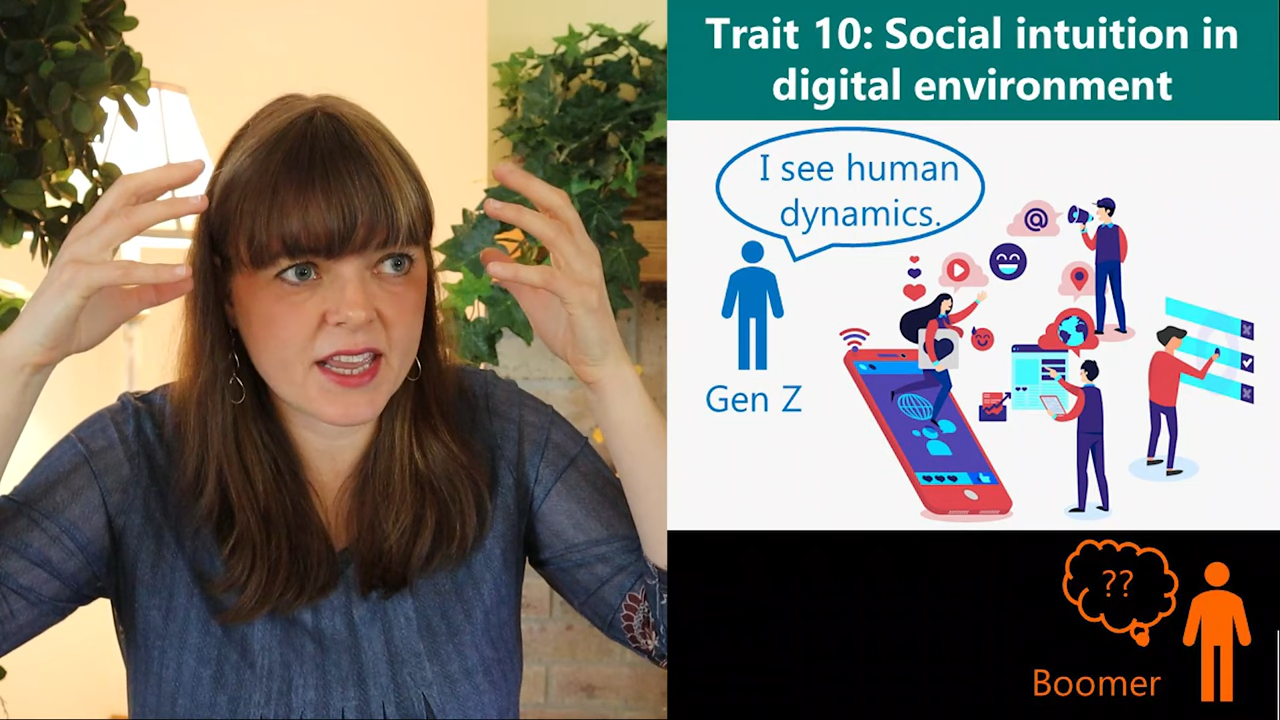 Trait 10: Social intuition in
digital environment
I see human
dynamics.
Gen Z
@
??
Boomer